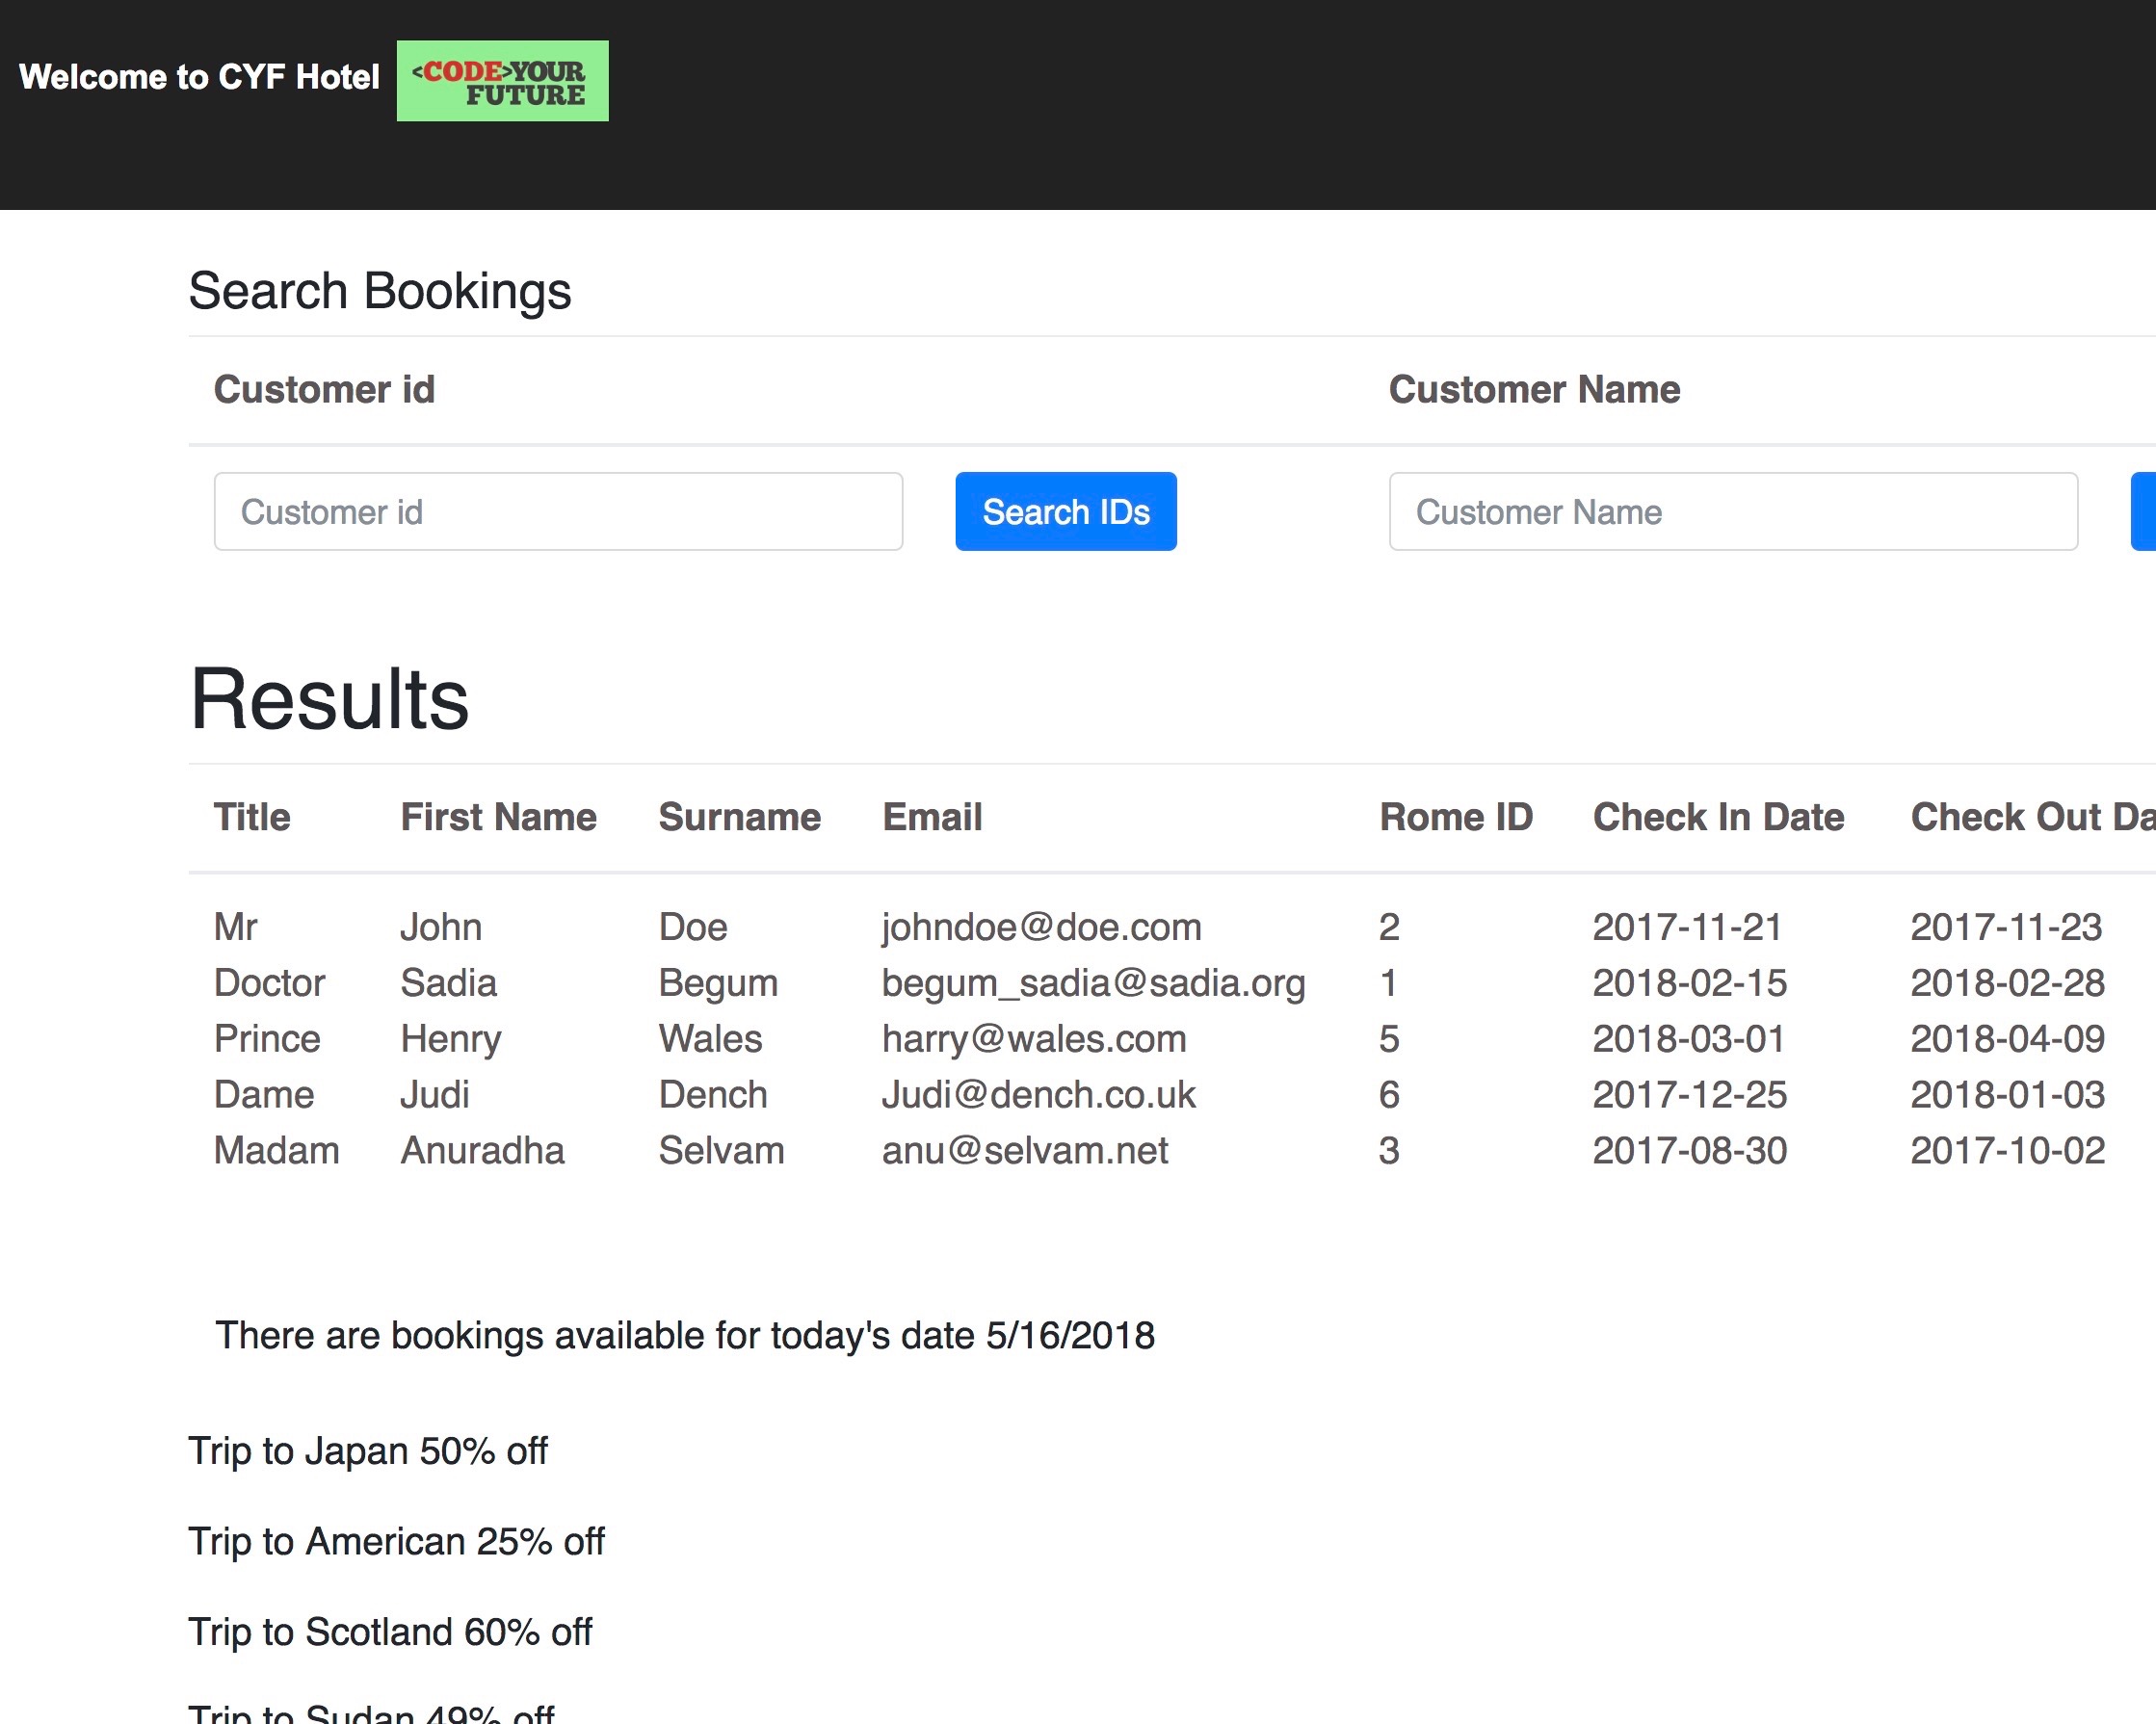 Welcome to CYF Hotel <CODE>YOUR
FUTURE
Search Bookings
Customer id Customer Name
Customer id Search IDs Customer Name
Results
Title First Name Surname Email Rome ID Check In Date Check Out Da
Mr John Doe johndoe@doe.com 2 2017-11-21 2017-11-23
Doctor Sadia Begum begum_sadia@sadia.org 1 2018-02-15 2018-02-28
Prince Henry Wales harry@wales.com 5 2018-03-01 2018-04-09
Dame Judi Dench Judi@dench.co.uk 6 2017-12-25 2018-01-03
Madam Anuradha Selvam anu@selvam.net 3 2017-08-30 2017-10-02
There are bookings available for today's date 5/16/2018
Trip to Japan 50% off
Trip to American 25% off
Trip to Scotland 60% off
Trip to Sudan 49% off